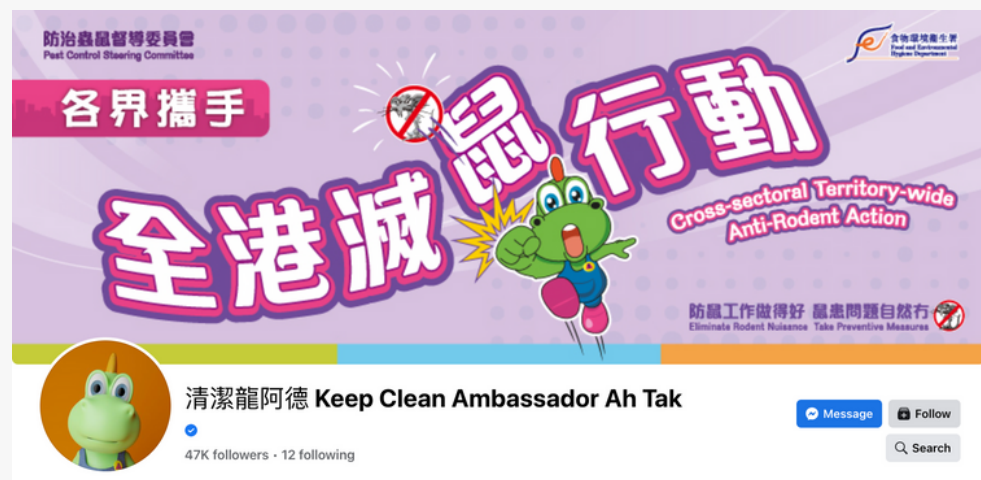 防治蟲鼠督導委員會
Pest Control Steering Committee
食物環境衞生署
Food and Environmental
Hygiene Department
各界攜手
全港滅鼠行動
Cross-sectoral Territory-wide
Anti-Rodent Action
防鼠工作做得好 鼠患問題自然冇
Eliminate Rodent Nuisance Take Preventive Measures
清潔龍阿德 Keep Clean Ambassador Ah Tak
47K followers • 12 following
Message
Follow
Search